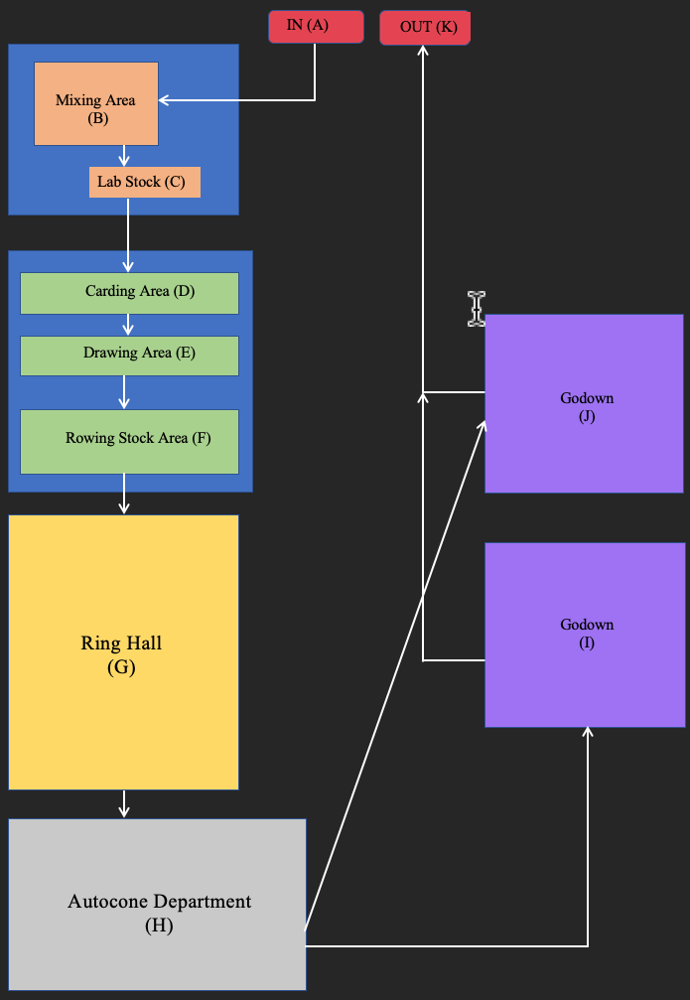 IN (A)
OUT (K)
Mixing Area
(B)
Lab Stock (C)
Carding Area (D)
Drawing Area (E)
Rowing Stock Area (F)
Godown
(J)
Ring Hall
(G)
Godown
(I)
Autocone Department
(H)